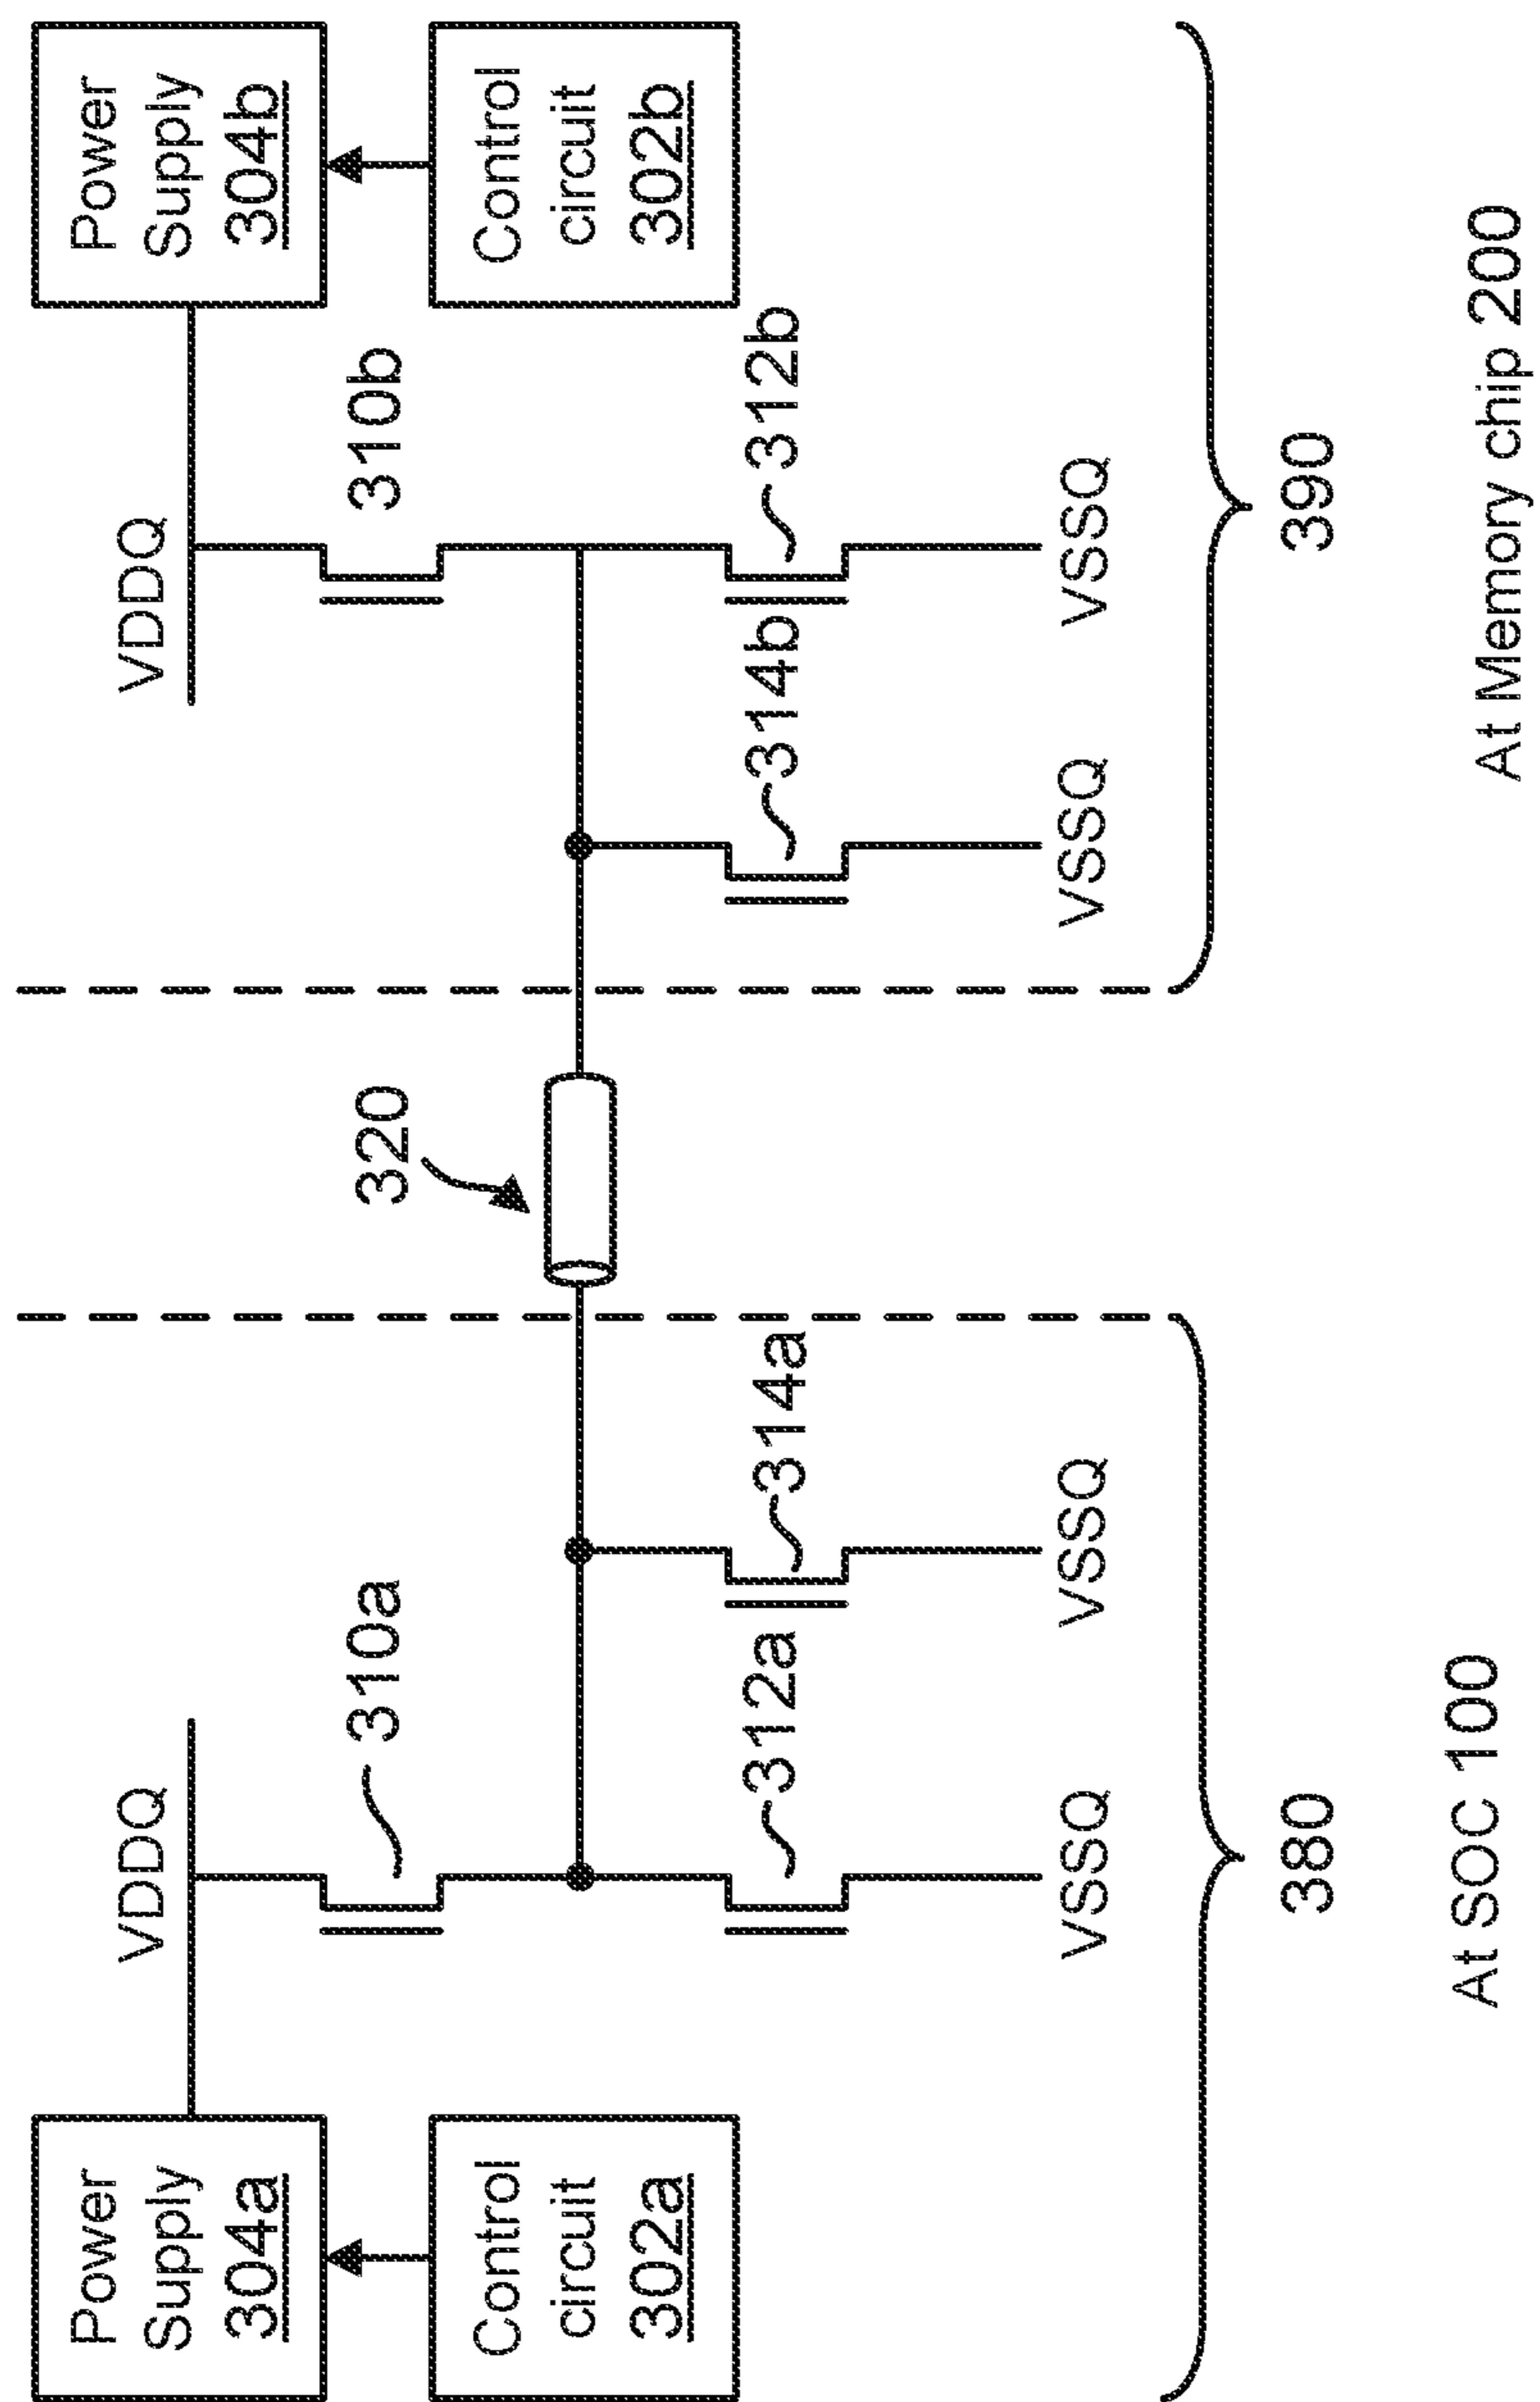 Power
Supply
304a
Control
circuit
302a
VDDQ
310a
312a
314a
VSSQ
VSSQ
380
At SOC 100
320
VDDQ
310b
314b
312b
VSSQ
VSSQ
Power
Supply
304b
Control
circuit
302b
390
At Memory chip 200